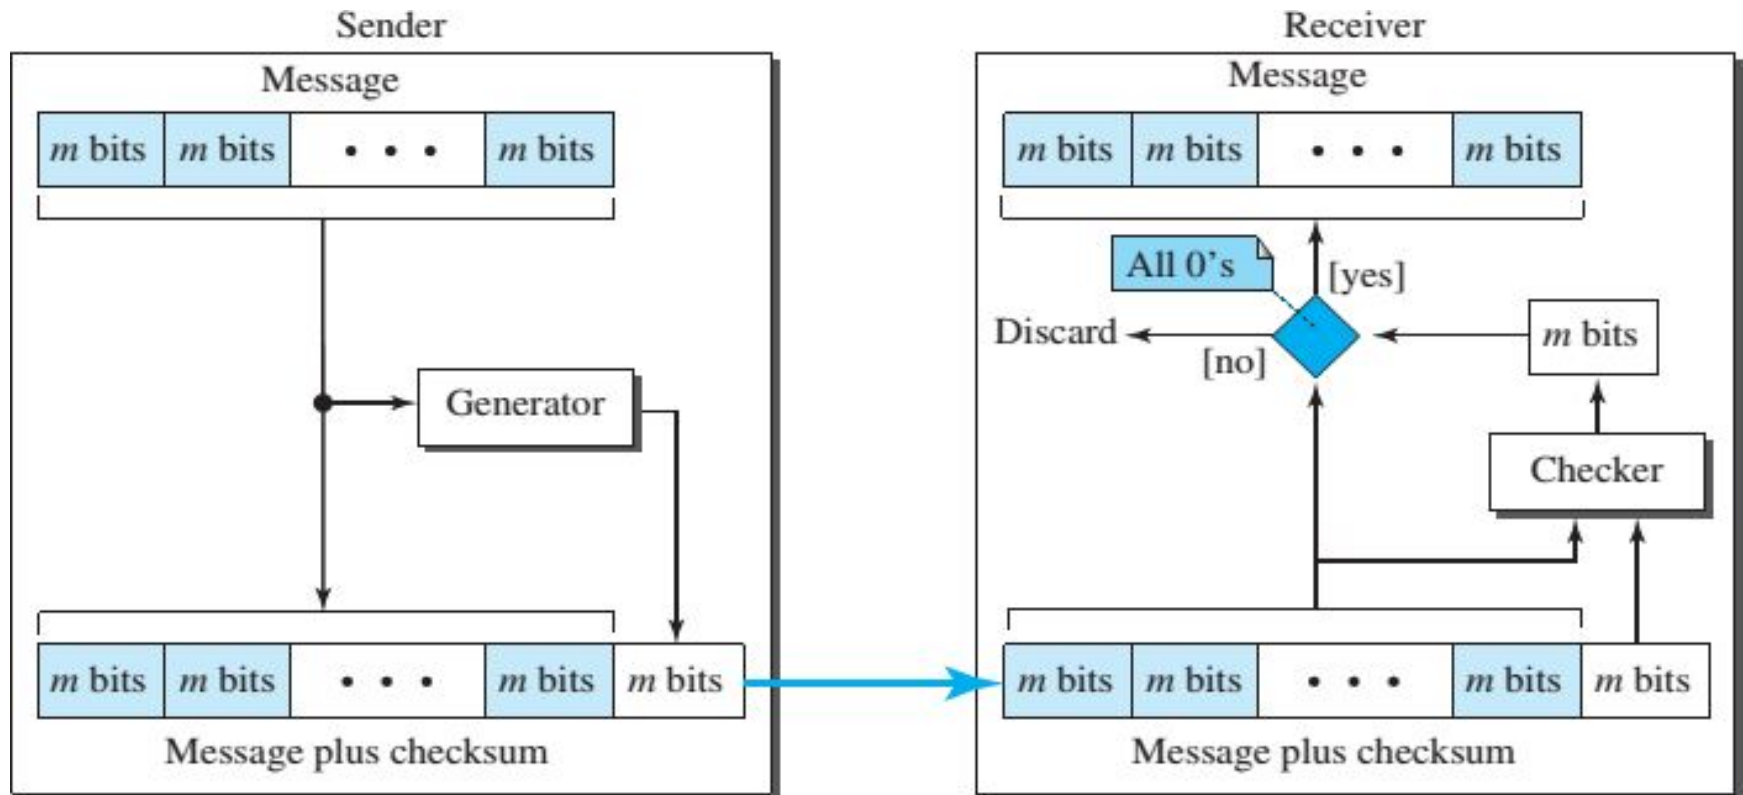 Sender
Message
m bits m bits • • • m bits
Generator
m bits m bits • • • m bits m bits
Message plus checksum
Receiver
Message
m bits m bits • • • m bits
All 0's
[yes]
Discard
[no]
m bits
Checker
m bits m bits • • • m bits m bits
Message plus checksum